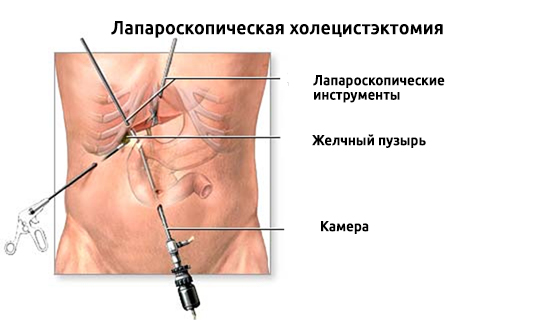 Лапароскопическая холецистэктомия
Лапароскопические
инструменты
Желчный пузырь
Камера